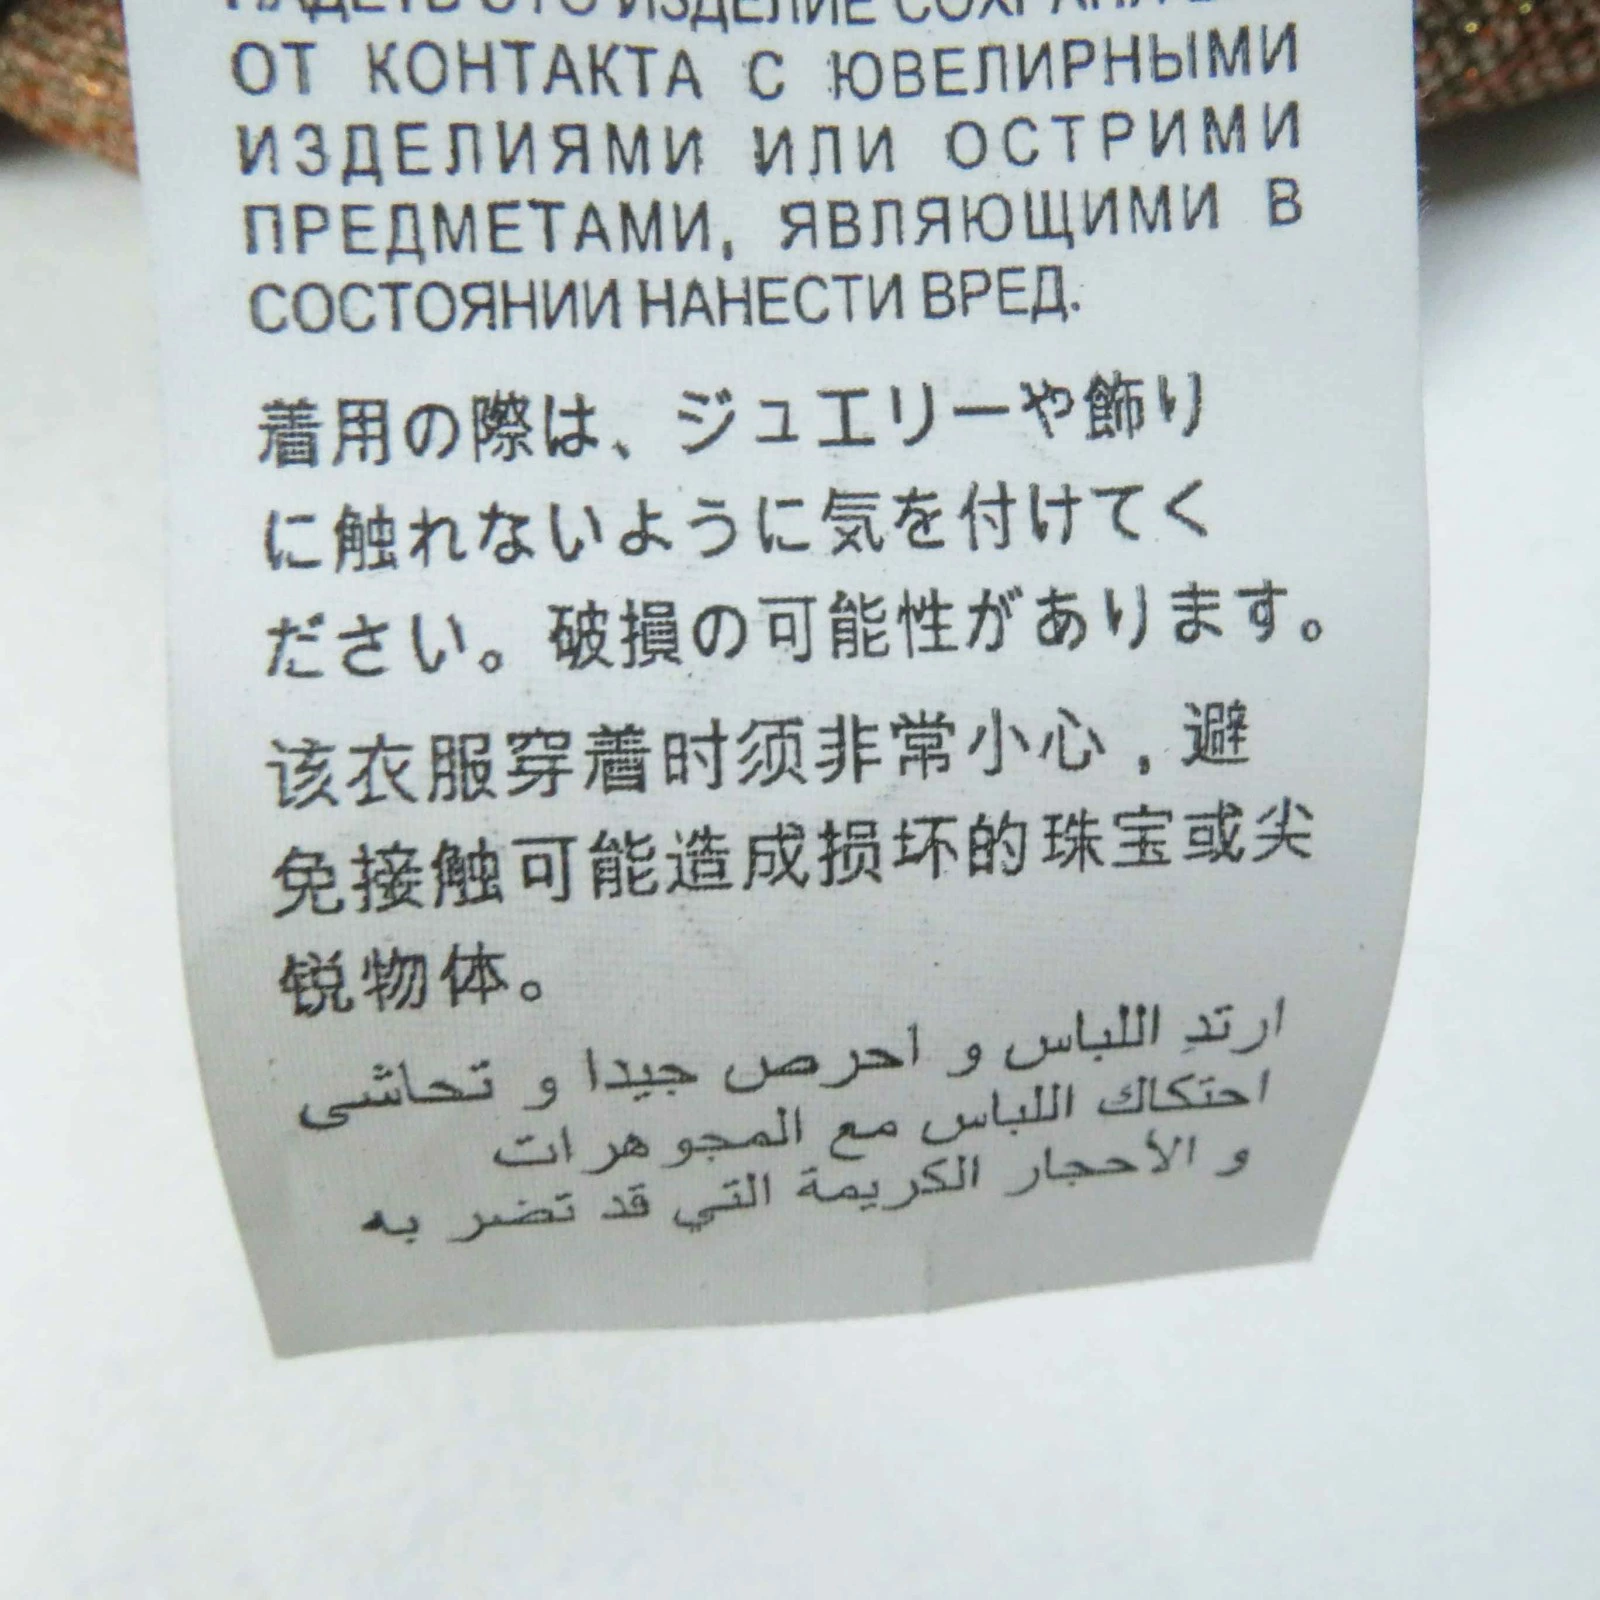 НАДЕТЬ ЭТО ИЗДЕЛИЕ
ОТ КОНТАКТА С ЮВЕЛИРНЫМИ
ИЗДЕЛИЯМИ ИЛИ ОСТРИМИ
ПРЕДМЕТАМИ, ЯВЛЯЮЩИМИ В
СОСТОЯНИИ НАНЕСТИ ВРЕД.
着用の際は、ジュエリーや飾り
に触れないように気を付けてく
ださい。破損の可能性があります。
该衣服穿着时须非常小心，避
免接触可能造成损坏的珠宝或尖
锐物体。
ارتدِ اللباس و احرص جيدا و تحاشى
احتكاك اللباس مع المجوهرات
و الأحجار الكريمة التي قد تضر به